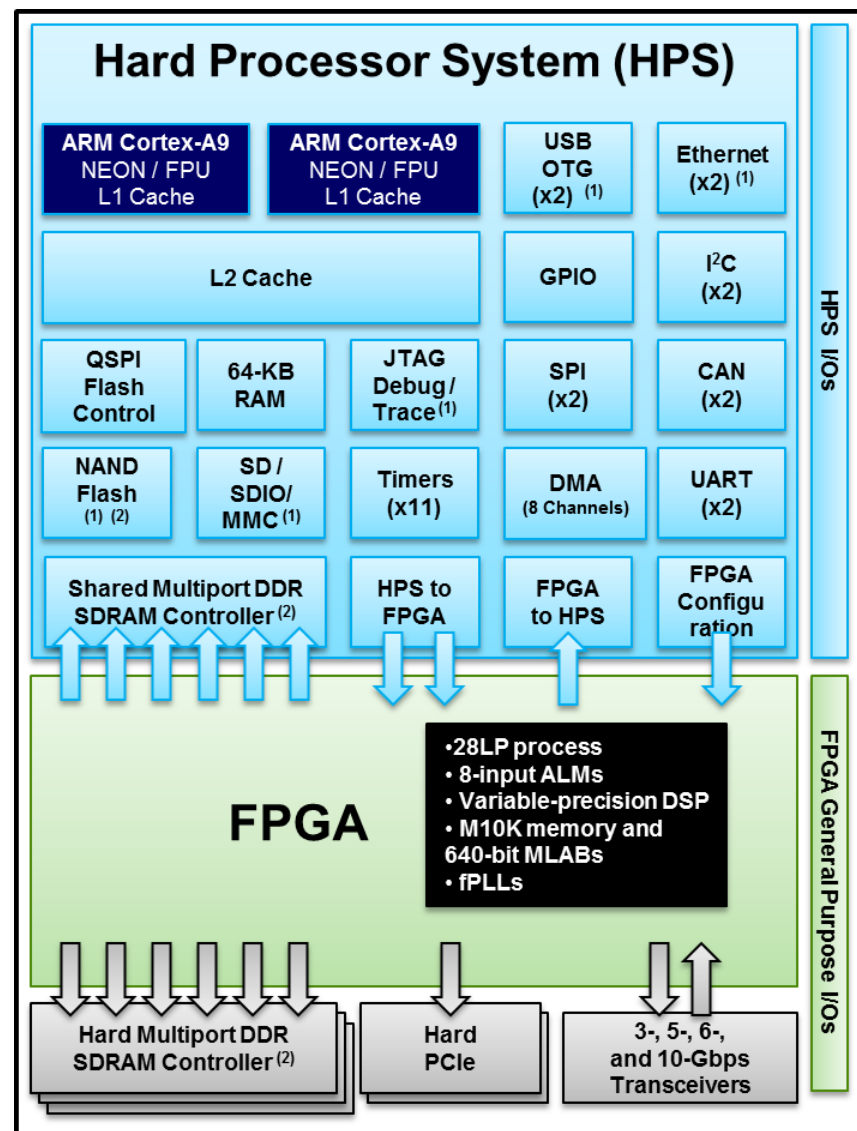 Hard Processor System (HPS)
ARM Cortex-A9
NEON / FPU
L1 Cache
ARM Cortex-A9
NEON / FPU
L1 Cache
USB
OTG
(x2) (1)
Ethernet
(x2) (1)
L2 Cache
GPIO
I²C
(x2)
QSPI
Flash
Control
64-KB
RAM
JTAG
Debug /
Trace (1)
SPI
(x2)
CAN
(x2)
NAND
Flash
(1) (2)
SD /
SDIO/
MMC (1)
Timers
(x11)
DMA
(8 Channels)
UART
(x2)
Shared Multiport DDR
SDRAM Controller (2)
HPS to
FPGA
FPGA
to HPS
FPGA
Configu
ration
HPS I/Os
FPGA
•28LP process
• 8-input ALMs
• Variable-precision DSP
• M10K memory and
640-bit MLABs
• fPLLs
FPGA General Purpose I/Os
Hard Multiport DDR
SDRAM Controller (2)
Hard
PCIe
3-, 5-, 6-,
and 10-Gbps
Transceivers